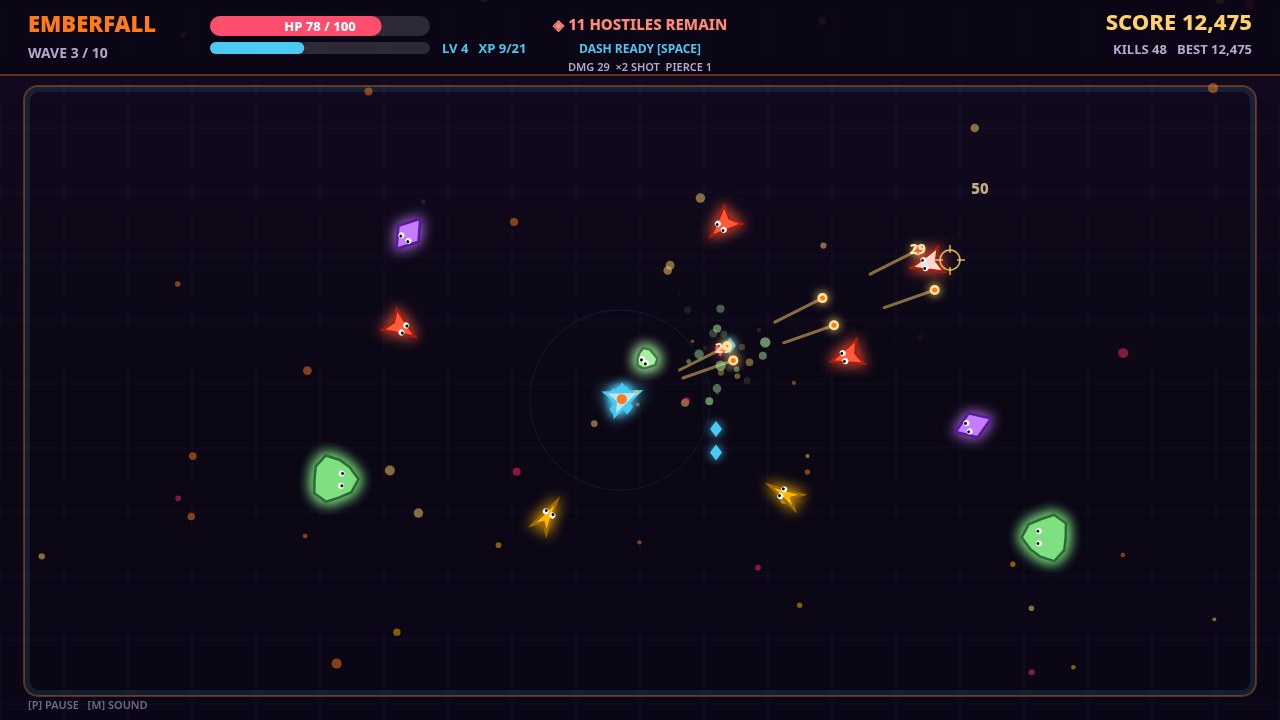 EMBERFALL
HP 78 / 100
◈ 11 HOSTILES REMAIN
SCORE 12,475
WAVE 3 / 10
LV 4 XP 9/21
DASH READY [SPACE]
KILLS 48 BEST 12,475
DMG 29 ×2 SHOT PIERCE 1
50
29
[P] PAUSE [M] SOUND